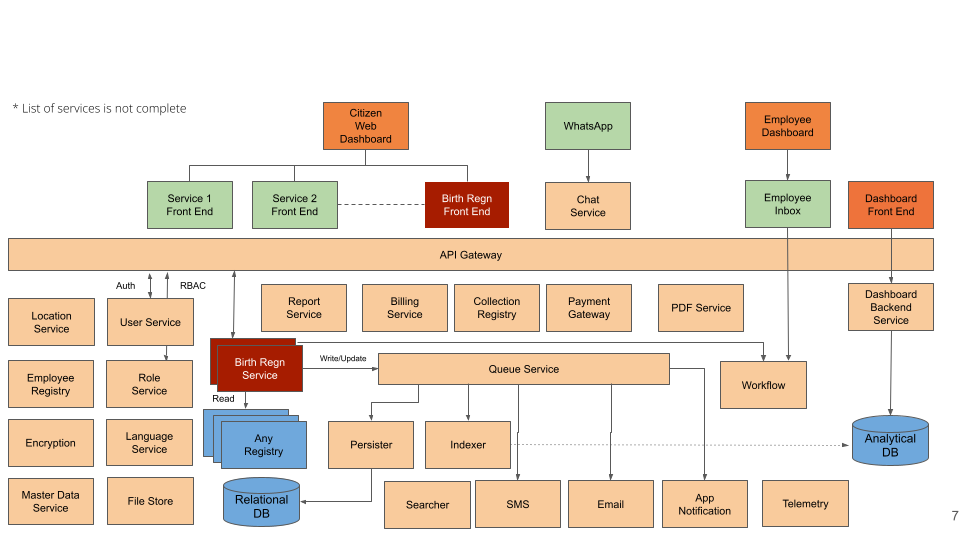 * List of services is not complete
Citizen
Web
Dashboard
WhatsApp
Employee
Dashboard
Service 1
Front End
Service 2
Front End
Birth Regn
Front End
Chat
Service
Employee
Inbox
Dashboard
Front End
API Gateway
Auth
RBAC
Location
Service
User Service
Report
Service
Billing
Service
Collection
Registry
Payment
Gateway
PDF Service
Dashboard
Backend
Service
Employee
Registry
Role
Service
Birth Regn
Service
Write/Update
Queue Service
Workflow
Read
Encryption
Language
Service
Any
Registry
Persister
Indexer
Analytical
DB
Master Data
Service
File Store
Relational
DB
Searcher
SMS
Email
App
Notification
Telemetry
7